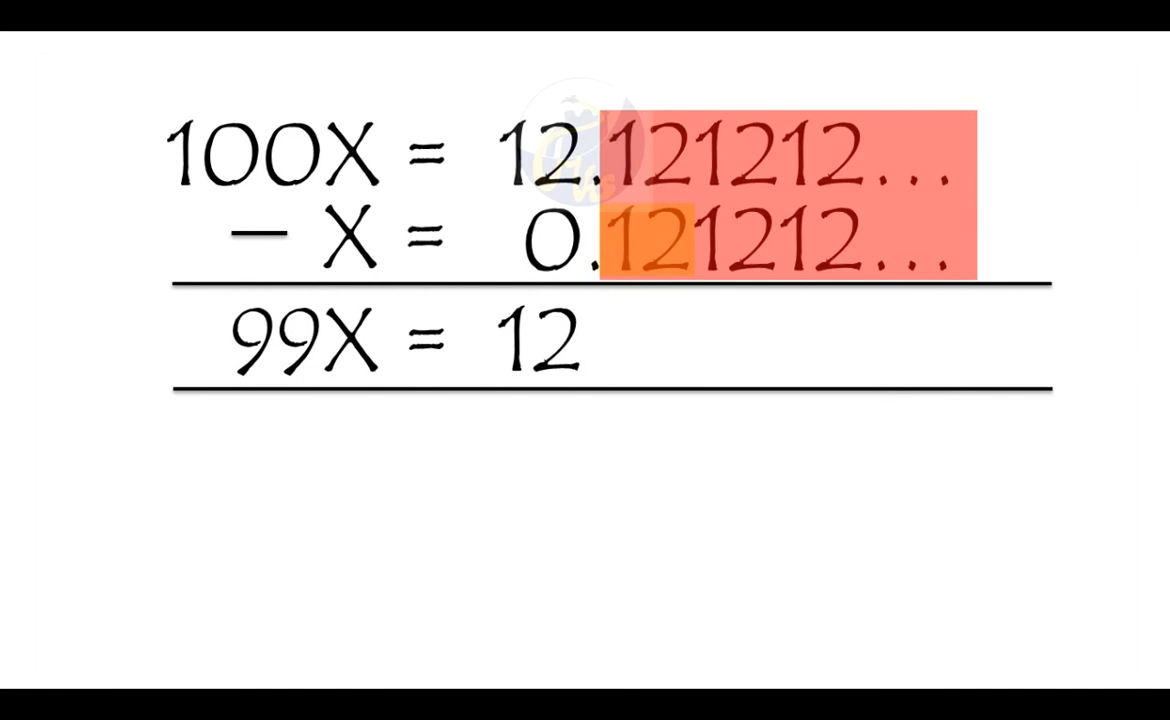 100X = 12.121212...
– X = 0.121212...
99X = 12